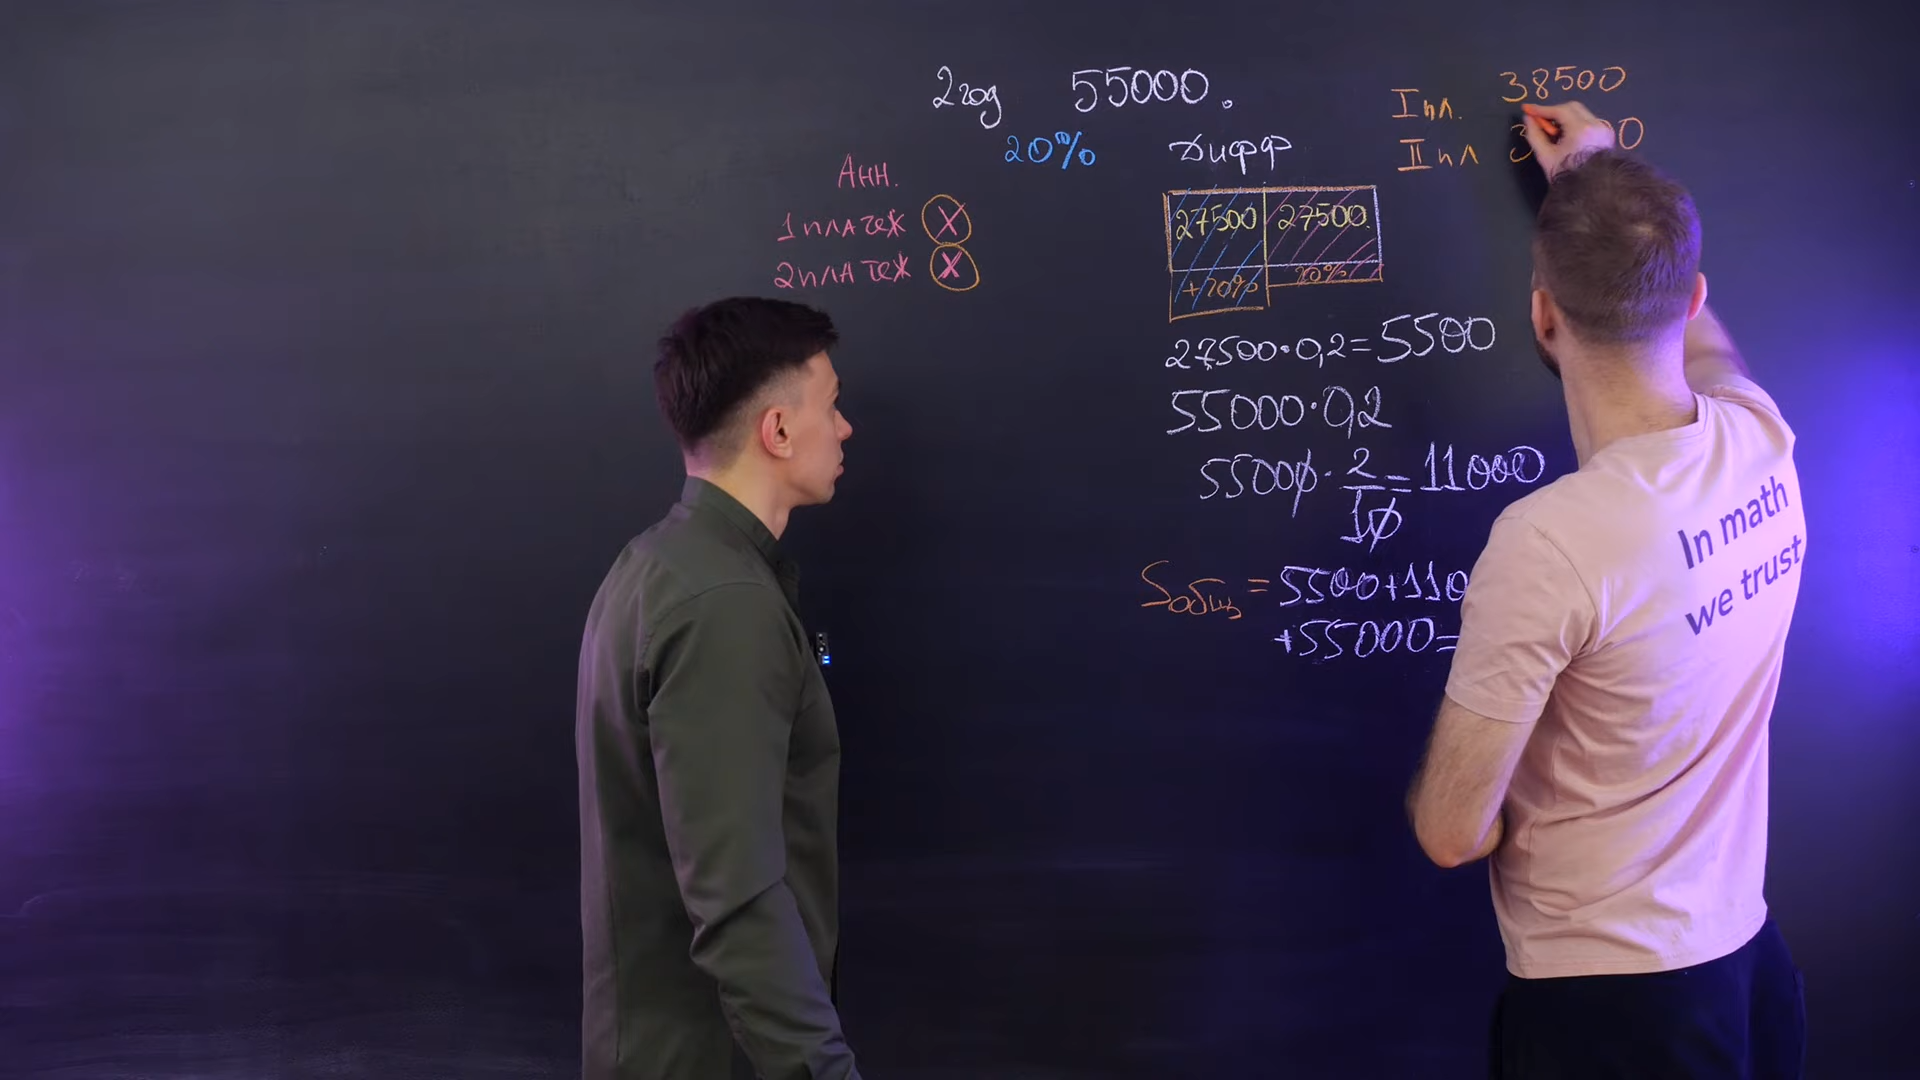 2 год 55000.
20%
Анн.
1 платеж X
2 платеж X
Дифф
27500 27500.
+20% 20%
27500·0,2=5500
55000·0,2
55000·2/10=11000
Sобщ=5500+110
+55000=
I пл. 38500
II пл
In math
we trust